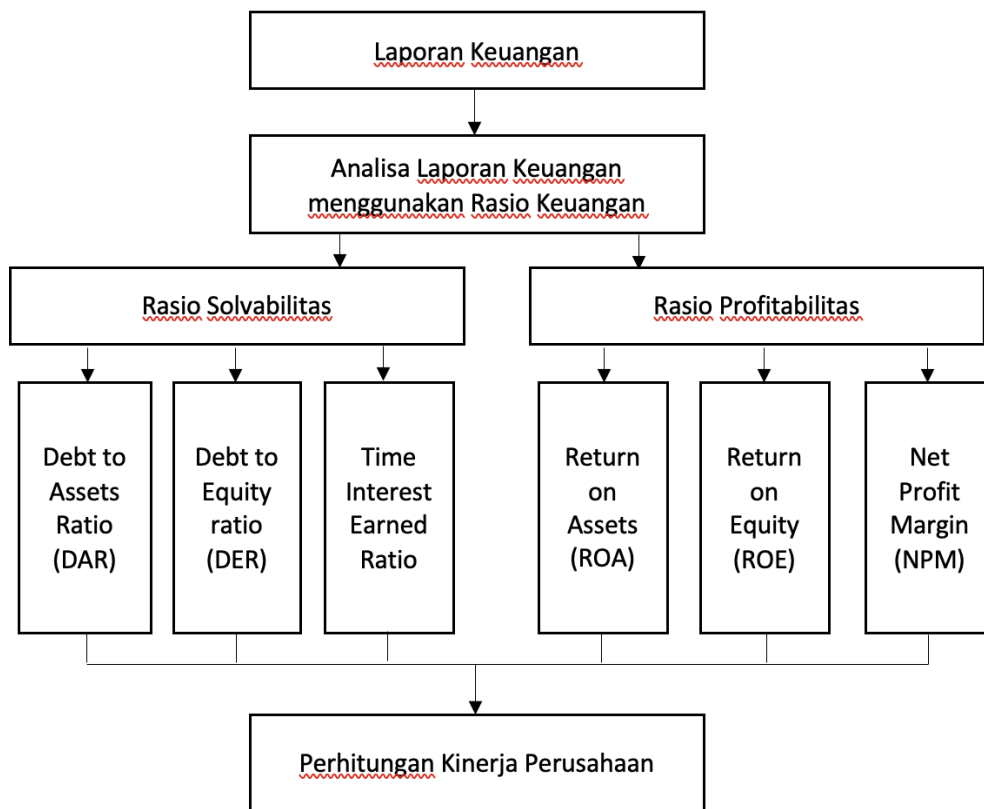 Laporan Keuangan
Analisa Laporan Keuangan
menggunakan Rasio Keuangan
Rasio Solvabilitas
Rasio Profitabilitas
Debt to
Assets
Ratio
(DAR)
Debt to
Equity
ratio
(DER)
Time
Interest
Earned
Ratio
Return
on
Assets
(ROA)
Return
on
Equity
(ROE)
Net
Profit
Margin
(NPM)
Perhitungan Kinerja Perusahaan